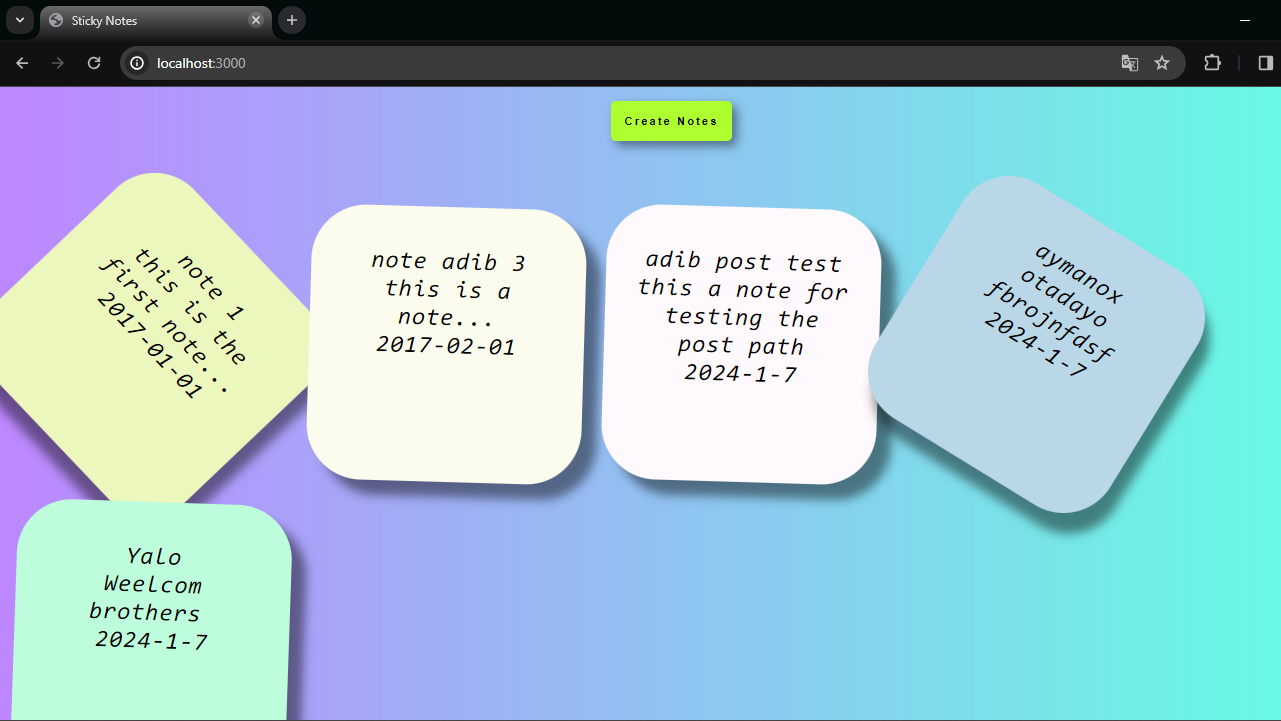 Sticky Notes
localhost:3000
Create Notes
note 1
this is the
first note...
2017-01-01
note adib 3
this is a
note...
2017-02-01
adib post test
this a note for
testing the
post path
2024-1-7
aymanox
otadayo
fbrojnfdsf
2024-1-7
Yalo
Weelcom
brothers
2024-1-7